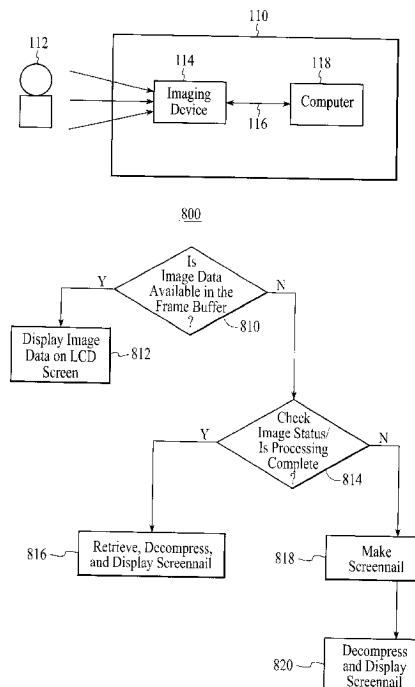 110
112
114
118
Imaging
Device
Computer
116
800
Is
Image Data
Available in the
Frame Buffer
?
Y
N
810
Display Image
Data on LCD
Screen
812
Check
Image Status/
Is Processing
Complete
?
Y
N
814
816
Retrieve, Decompress,
and Display Screennail
818
Make
Screennail
820
Decompress
and Display
Screennail